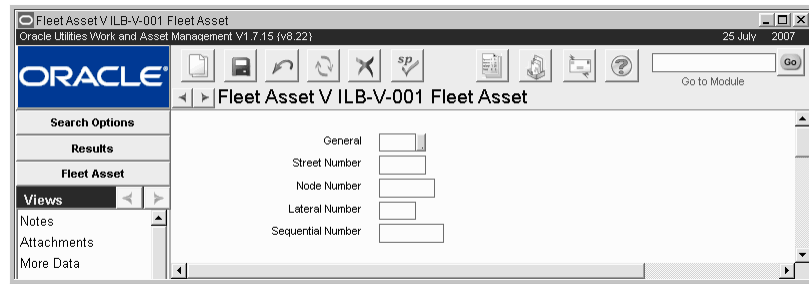 Fleet Asset V ILB-V-001 Fleet Asset
Oracle Utilities Work and Asset Management V1.7.15 {v8.22} 25 July 2007
ORACLE
sp
Go
Go to Module
Fleet Asset V ILB-V-001 Fleet Asset
Search Options
Results
Fleet Asset
Views
Notes
Attachments
More Data
General
Street Number
Node Number
Lateral Number
Sequential Number